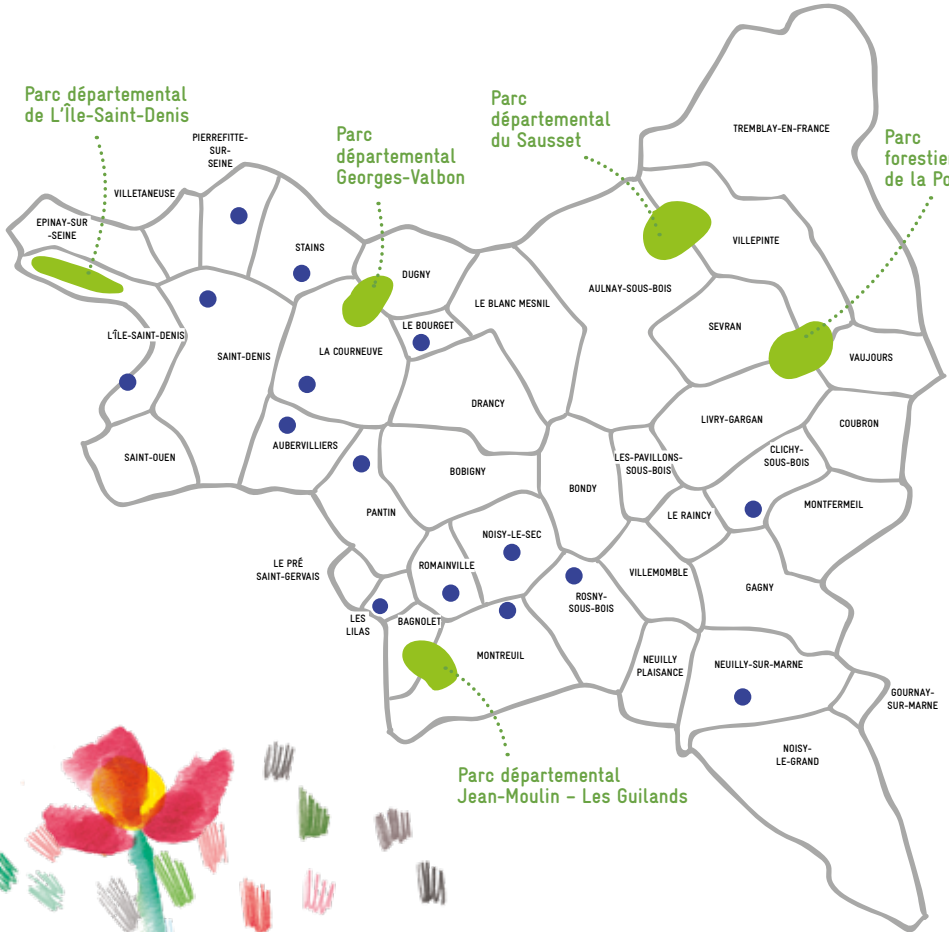 Parc départemental
de L'Île-Saint-Denis
Parc
départemental
Georges-Valbon
Parc
départemental
du Sausset
Parc
forestier
de la
PIERREFITTE-
SUR-
SEINE
VILLETANEUSE
EPINAY-SUR
-SEINE
STAINS
DUGNY
LE BLANC MESNIL
AULNAY-SOUS-BOIS
TREMBLAY-EN-FRANCE
VILLEPINTE
SEVRAN
VAUJOURS
L'ÎLE-SAINT-DENIS
SAINT-DENIS
LA COURNEUVE
LE BOURGET
DRANCY
LIVRY-GARGAN
COUBRON
SAINT-OUEN
AUBERVILLIERS
BOBIGNY
BONDY
LES-PAVILLONS-
SOUS-BOIS
CLICHY-
SOUS-BOIS
MONTFERMEIL
PANTIN
LE RAINCY
LE PRÉ
SAINT-GERVAIS
ROMAINVILLE
NOISY-LE-SEC
ROSNY-
SOUS-BOIS
VILLEMOMBLE
GAGNY
LES
LILAS
BAGNOLET
MONTREUIL
NEUILLY
PLAISANCE
NEUILLY-SUR-MARNE
GOURNAY-
SUR-MARNE
NOISY-
LE-GRAND
Parc départemental
Jean-Moulin – Les Guilands